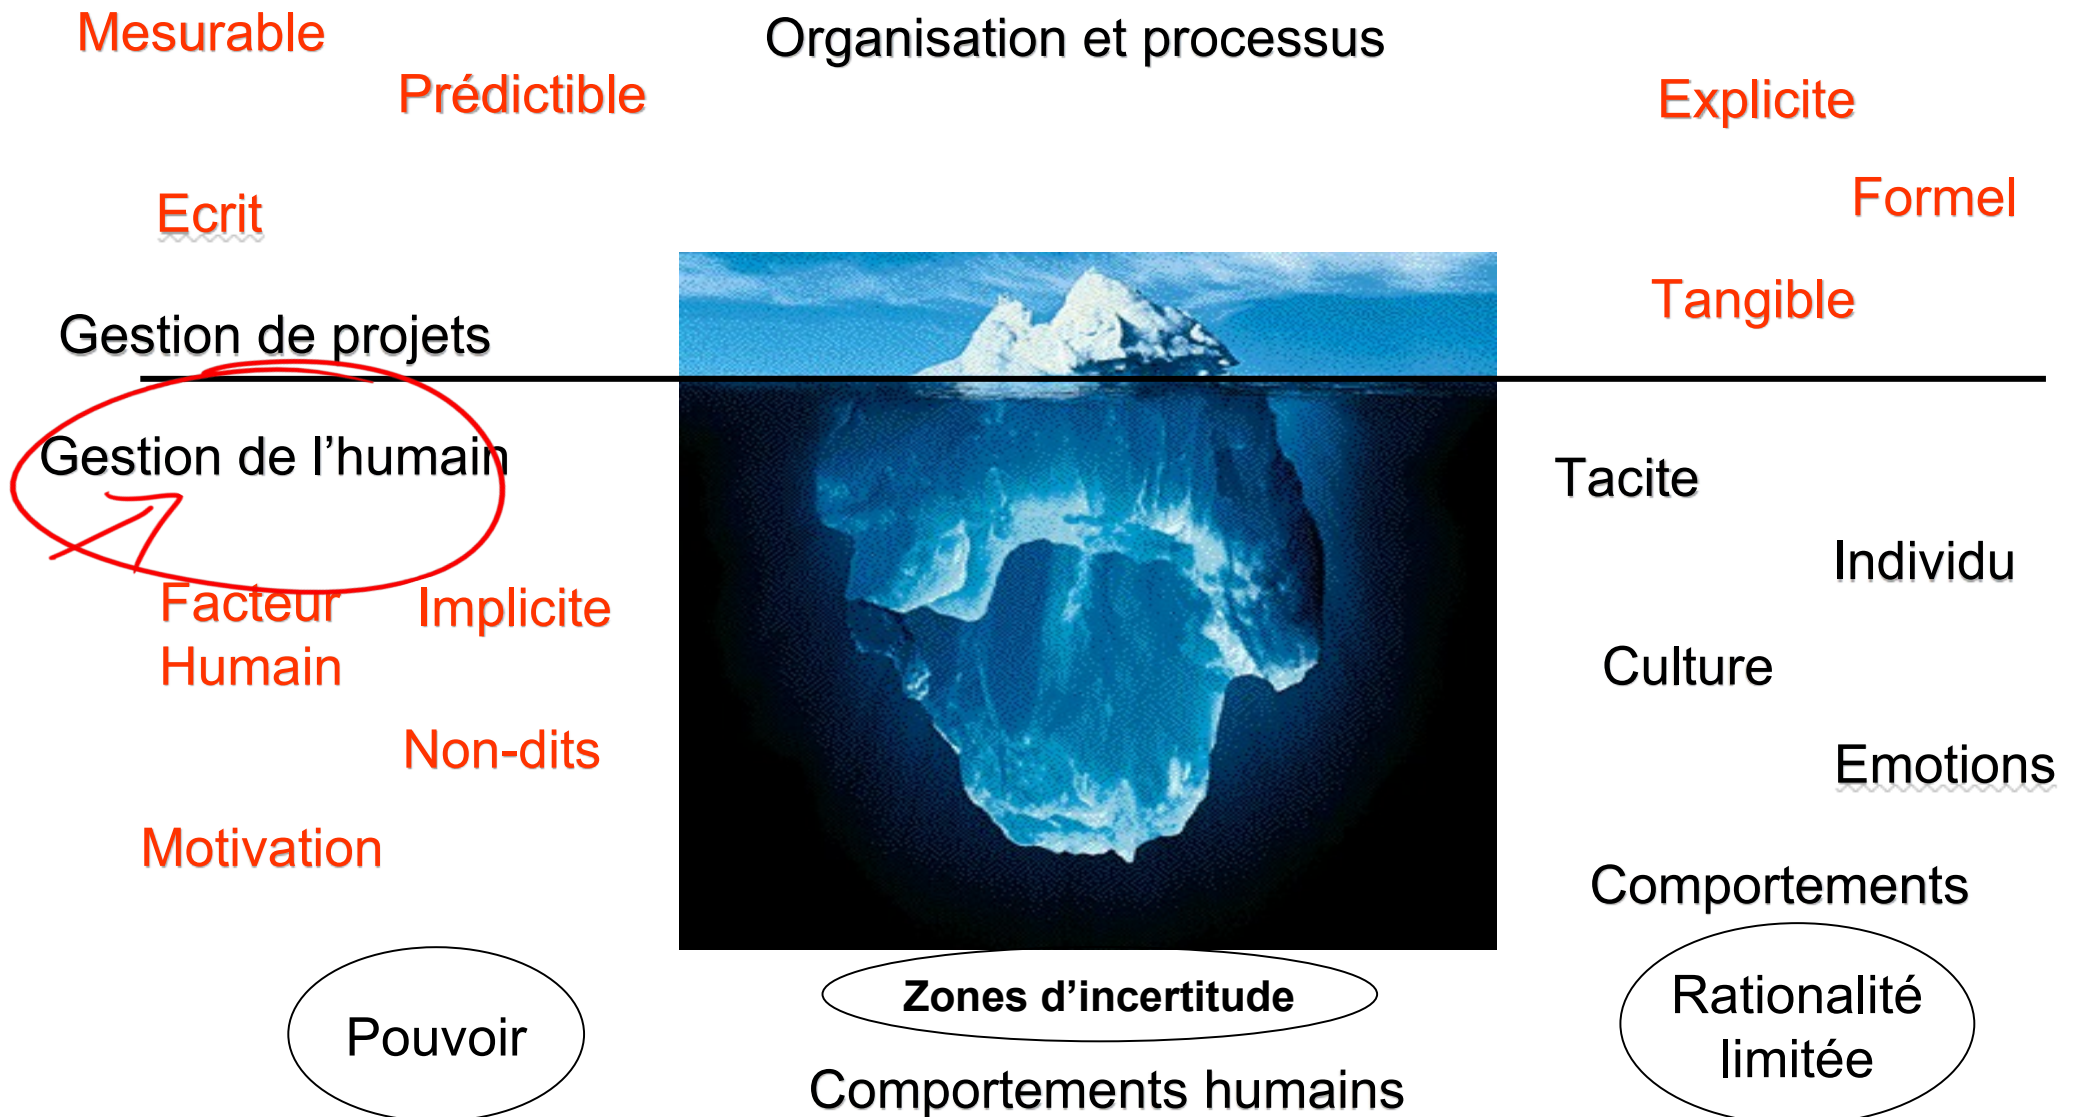 Mesurable
Organisation et processus
Prédictible
Explicite
Formel
Ecrit
Tangible
Gestion de projets
Gestion de l'humain
Tacite
Individu
Facteur
Humain
Implicite
Culture
Non-dits
Emotions
Motivation
Comportements
Zones d'incertitude
Rationalité
limitée
Pouvoir
Comportements humains